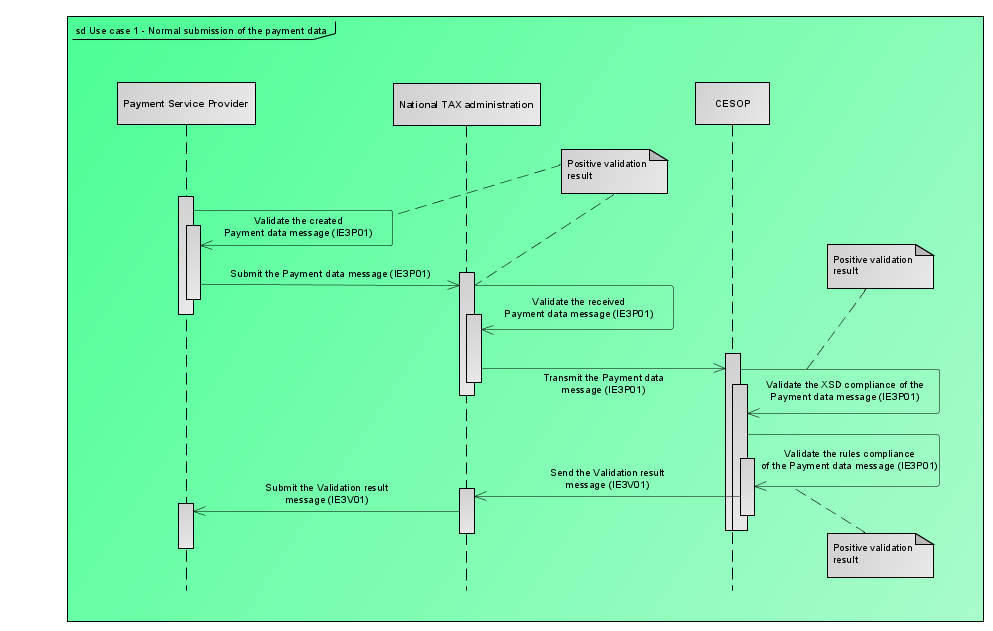 sd Use case 1 - Normal submission of the payment data
Payment Service Provider
National TAX administration
CESOP
Positive validation
result
Validate the created
Payment data message (IE3P01)
Submit the Payment data message (IE3P01)
Positive validation
result
Validate the received
Payment data message (IE3P01)
Transmit the Payment data
message (IE3P01)
Validate the XSD compliance of the
Payment data message (IE3P01)
Validate the rules compliance
of the Payment data message (IE3P01)
Send the Validation result
message (IE3V01)
Submit the Validation result
message (IE3V01)
Positive validation
result